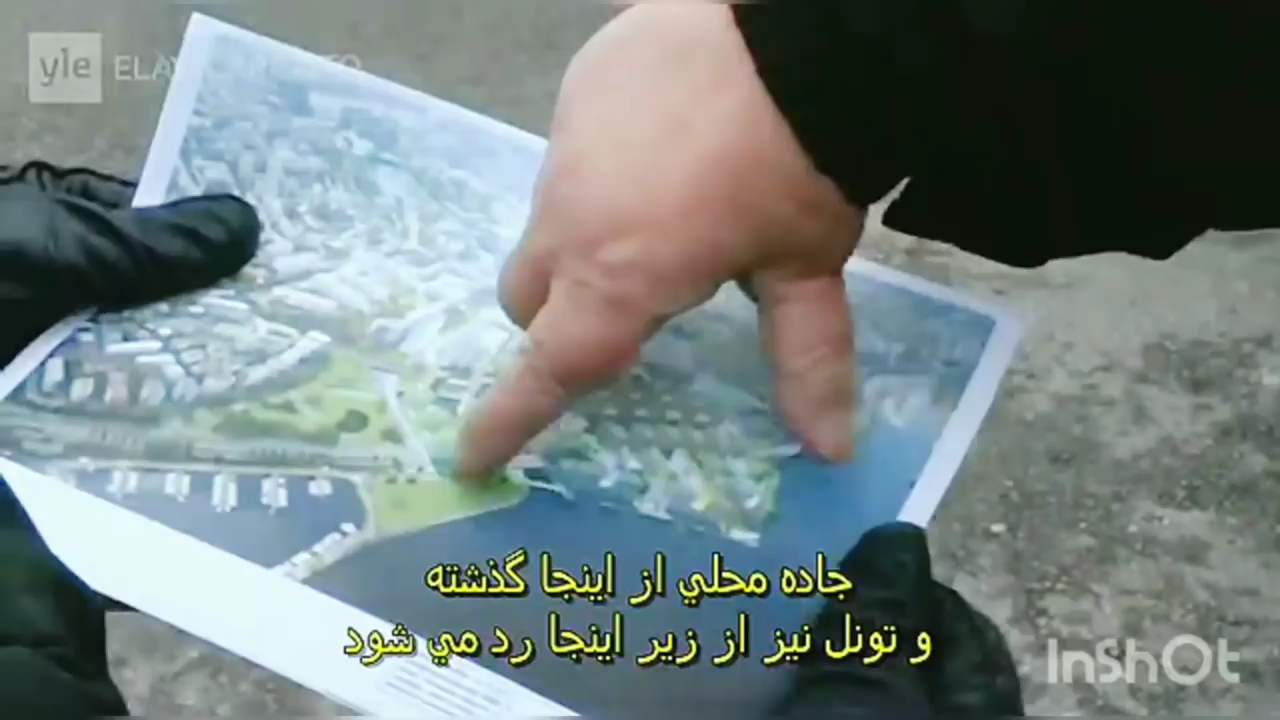 yle
جاده محلي از اينجا گذشته
و تونل نيز از زير اينجا رد مي شود
InShOt